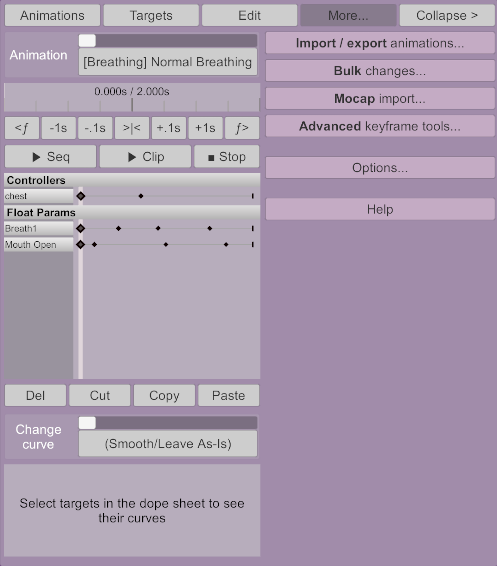 Animations Targets Edit More... Collapse >
Animation [Breathing] Normal Breathing
0.000s / 2.000s
<ƒ -1s -.1s >|< +.1s +1s ƒ>
▶ Seq ▶ Clip ■ Stop
Controllers
chest
Float Params
Breath1
Mouth Open
Del Cut Copy Paste
Change
curve
(Smooth/Leave As-Is)
Select targets in the dope sheet to see
their curves
Import / export animations...
Bulk changes...
Mocap import...
Advanced keyframe tools...
Options...
Help